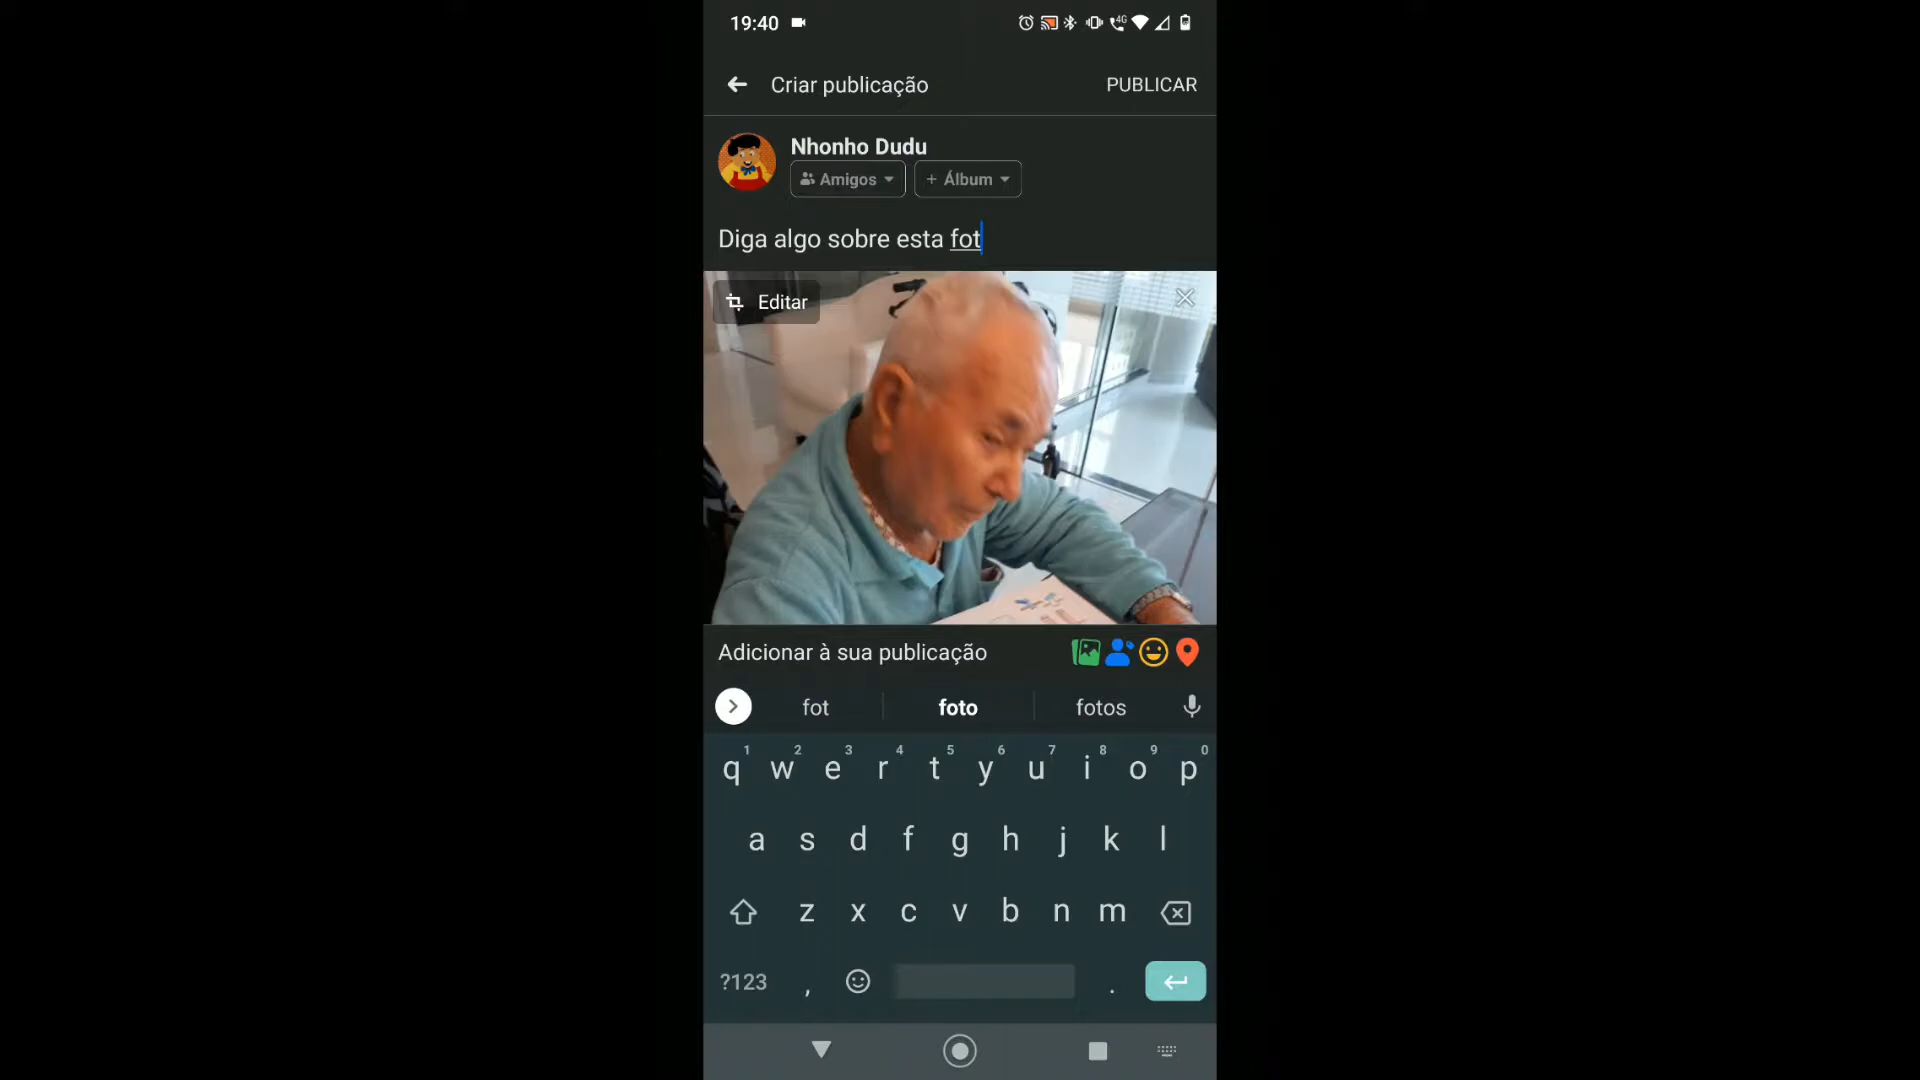 19:40
4G
Criar publicação
PUBLICAR
Nhonho Dudu
Amigos
+ Álbum
Diga algo sobre esta fot
Editar
Adicionar à sua publicação
fot
foto
fotos
1 2 3 4 5 6 7 8 9 0
q w e r t y u i o p
a s d f g h j k l
z x c v b n m
?123 , .